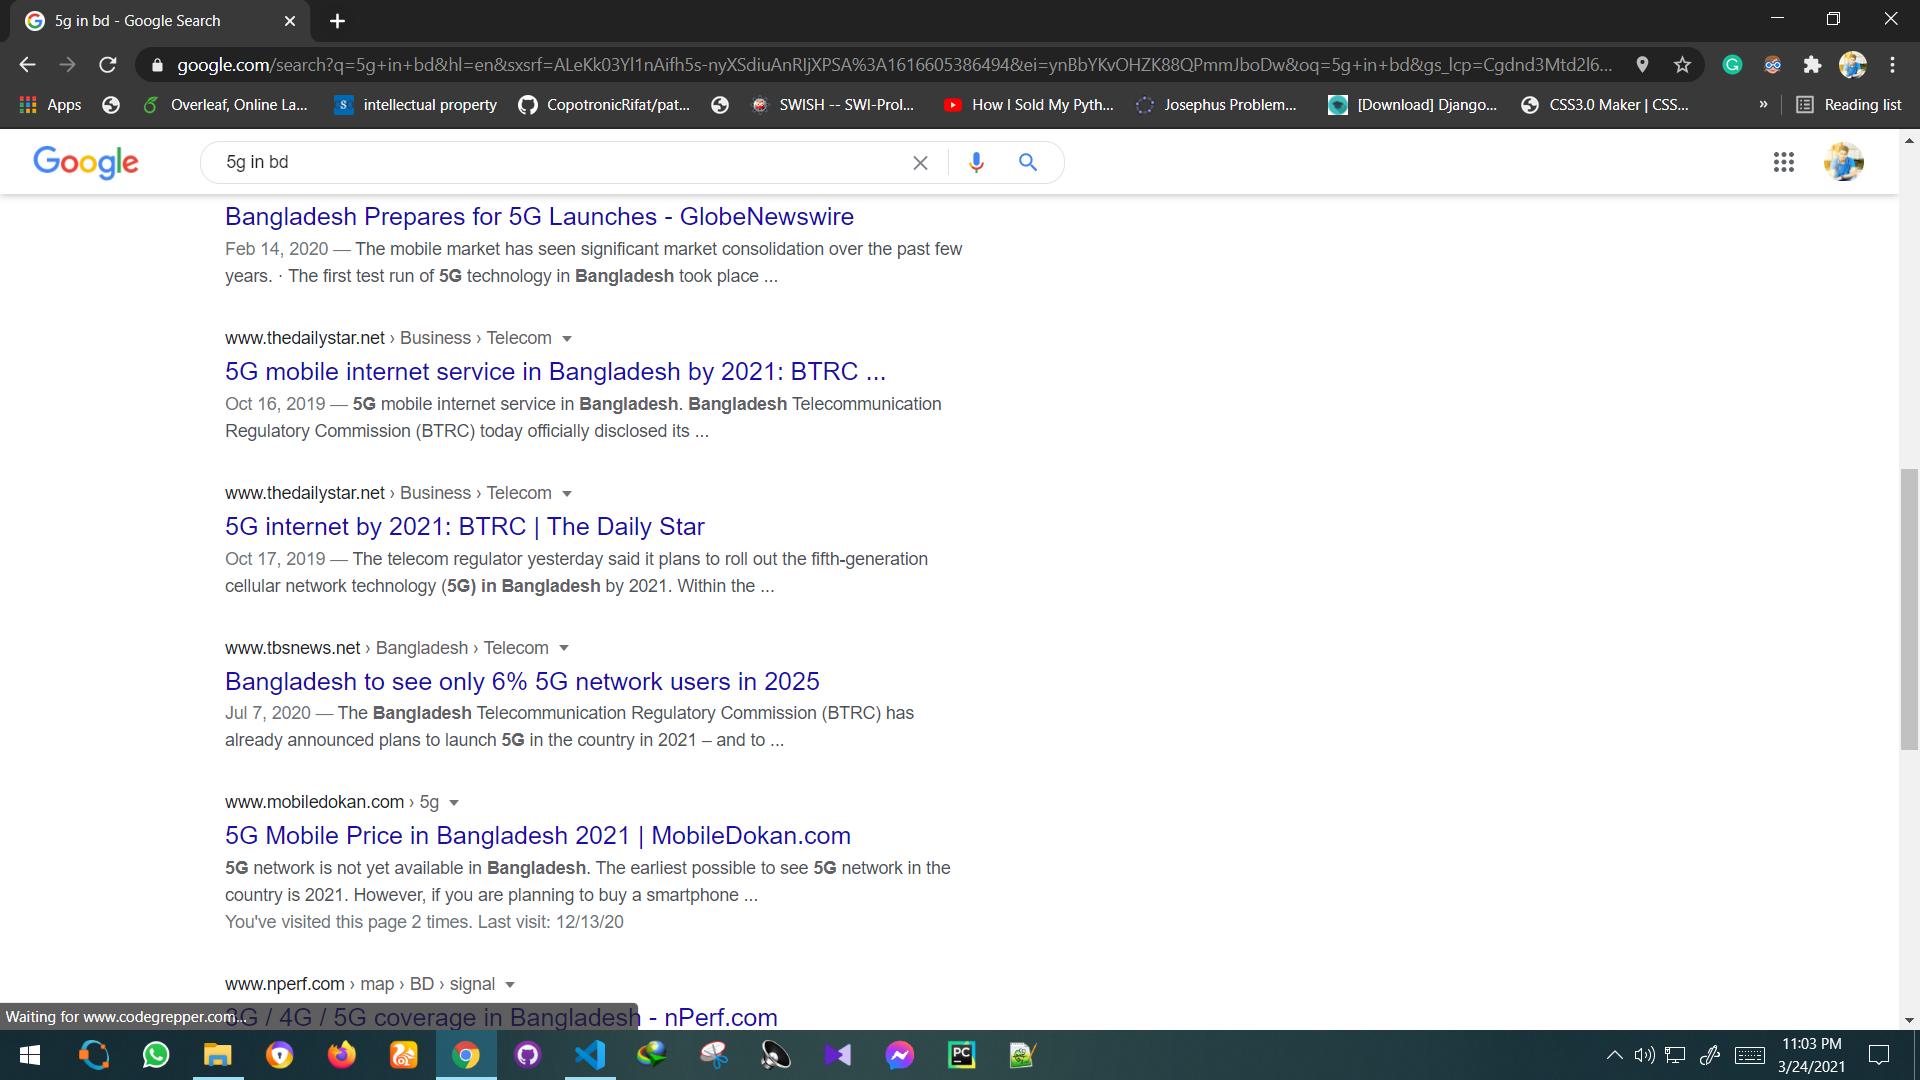 5g in bd - Google Search
google.com/search?q=5g+in+bd&hl=en&sxsrf=ALeKk03Yl1nAifh5s-nyXSdiuAnRIjXPSA%3A1616605386494&ei=ynBbYKvOHZK88QPmmJboDw&oq=5g+in+bd&gs_lcp=Cgdnd3Mtd2l6...
Apps Overleaf, Online La... intellectual property CopotronicRifat/pat... SWISH -- SWI-Prol... How I Sold My Pyth... Josephus Problem... [Download] Django... CSS3.0 Maker | CSS... » Reading list
Google 5g in bd
Bangladesh Prepares for 5G Launches - GlobeNewswire
Feb 14, 2020 — The mobile market has seen significant market consolidation over the past few
years. · The first test run of 5G technology in Bangladesh took place ...
www.thedailystar.net › Business › Telecom
5G mobile internet service in Bangladesh by 2021: BTRC ...
Oct 16, 2019 — 5G mobile internet service in Bangladesh. Bangladesh Telecommunication
Regulatory Commission (BTRC) today officially disclosed its ...
www.thedailystar.net › Business › Telecom
5G internet by 2021: BTRC | The Daily Star
Oct 17, 2019 — The telecom regulator yesterday said it plans to roll out the fifth-generation
cellular network technology (5G) in Bangladesh by 2021. Within the ...
www.tbsnews.net › Bangladesh › Telecom
Bangladesh to see only 6% 5G network users in 2025
Jul 7, 2020 — The Bangladesh Telecommunication Regulatory Commission (BTRC) has
already announced plans to launch 5G in the country in 2021 – and to ...
www.mobiledokan.com › 5g
5G Mobile Price in Bangladesh 2021 | MobileDokan.com
5G network is not yet available in Bangladesh. The earliest possible to see 5G network in the
country is 2021. However, if you are planning to buy a smartphone ...
You've visited this page 2 times. Last visit: 12/13/20
www.nperf.com › map › BD › signal
3G / 4G / 5G coverage in Bangladesh - nPerf.com
Waiting for www.codegrepper.com...
PC
11:03 PM
3/24/2021